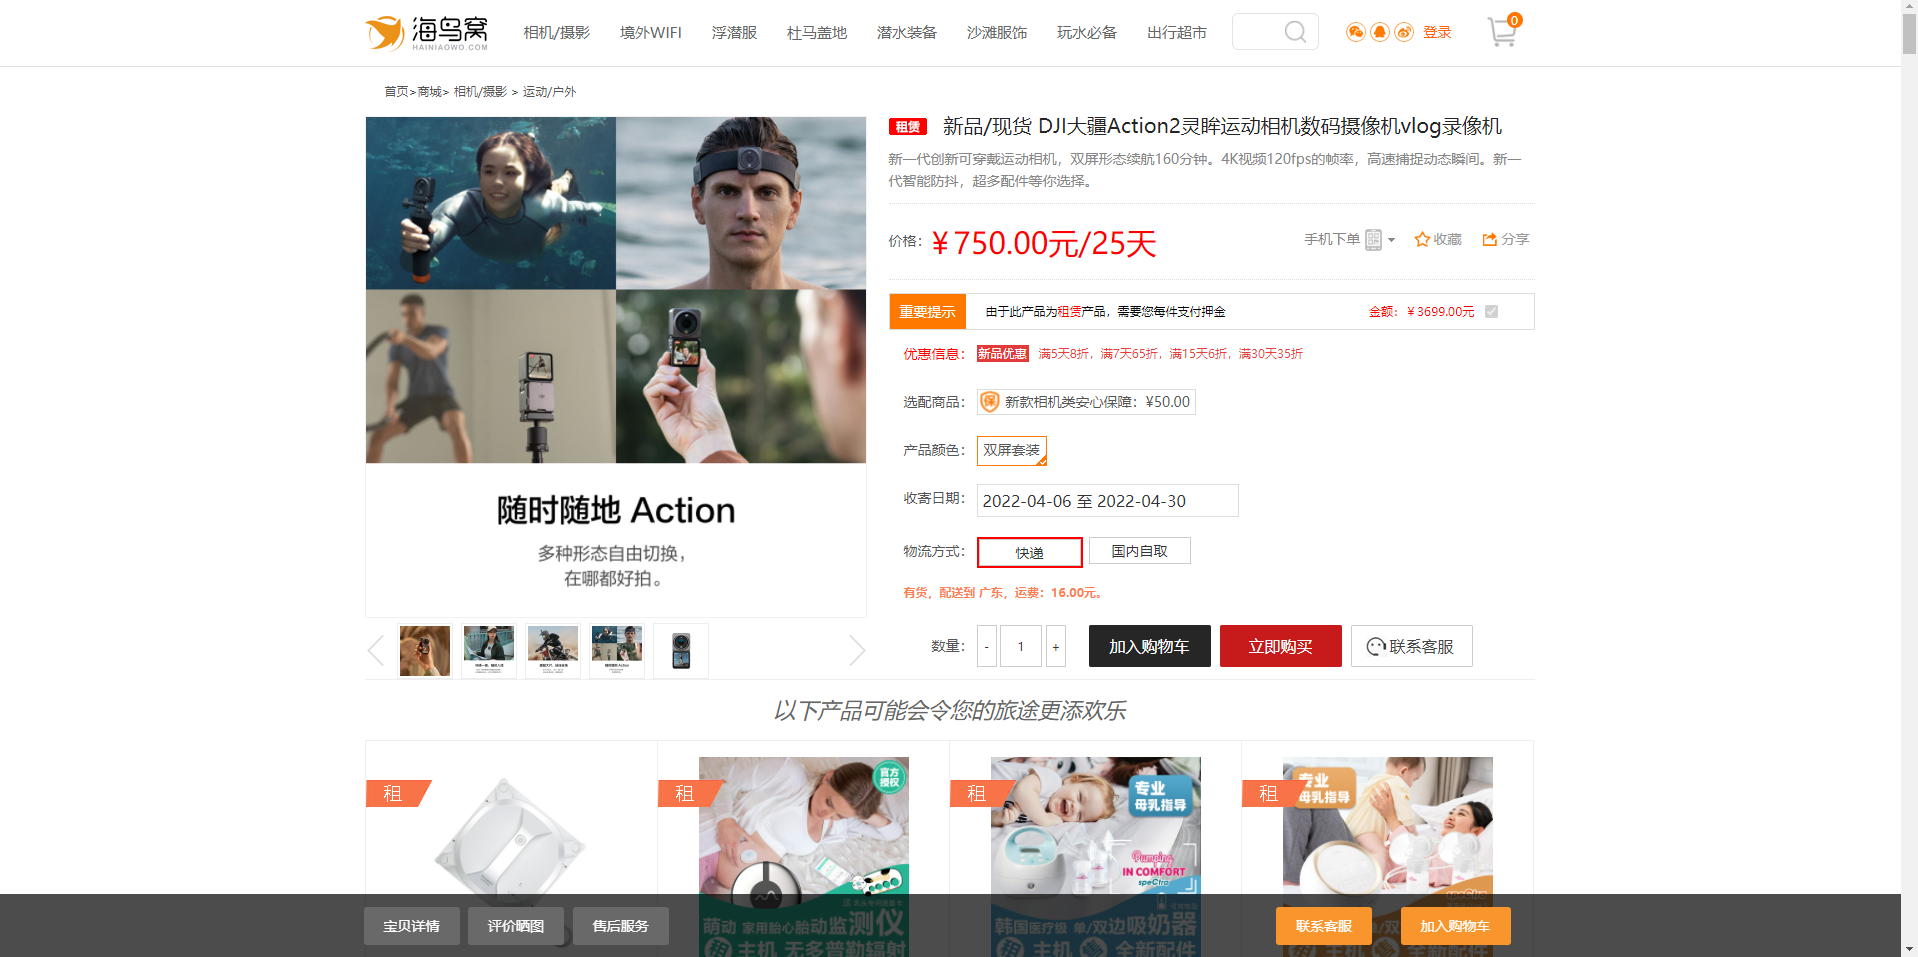 海鸟窝
HAINIAOWO.COM
相机/摄影 境外WIFI 浮潜服 杜马盖地 潜水装备 沙滩服饰 玩水必备 出行超市
登录
0
首页>商城> 相机/摄影 > 运动/户外
租赁 新品/现货 DJI大疆Action2灵眸运动相机数码摄像机vlog录像机
新一代创新可穿戴运动相机，双屏形态续航160分钟。4K视频120fps的帧率，高速捕捉动态瞬间。新一
代智能防抖，超多配件等你选择。
价格：￥750.00元/25天
手机下单 收藏 分享
重要提示 由于此产品为租赁产品，需要您每件支付押金 金额：￥3699.00元
优惠信息： 新品优惠 满5天8折，满7天65折，满15天6折，满30天35折
选配商品： 保 新款相机类安心保障：¥50.00
产品颜色： 双屏套装
收寄日期： 2022-04-06 至 2022-04-30
物流方式： 快递 国内自取
有货，配送到 广东，运费：16.00元。
数量： - 1 + 加入购物车 立即购买 联系客服
随时随地 Action
多种形态自由切换，
在哪都好拍。
以下产品可能会令您的旅途更添欢乐
租
租
官方
授权
萌动 家用胎心胎动监测仪
主机 无多普勒辐射
租
专业
母乳指导
Pumping
IN COMFORT
speCtra
韩国医疗级 单/双边吸奶器
主机 全新配件
租
专业
母乳指导
speCtra
韩国医疗级 单/双边吸奶器
主机 全新配件
宝贝详情 评价晒图 售后服务 联系客服 加入购物车